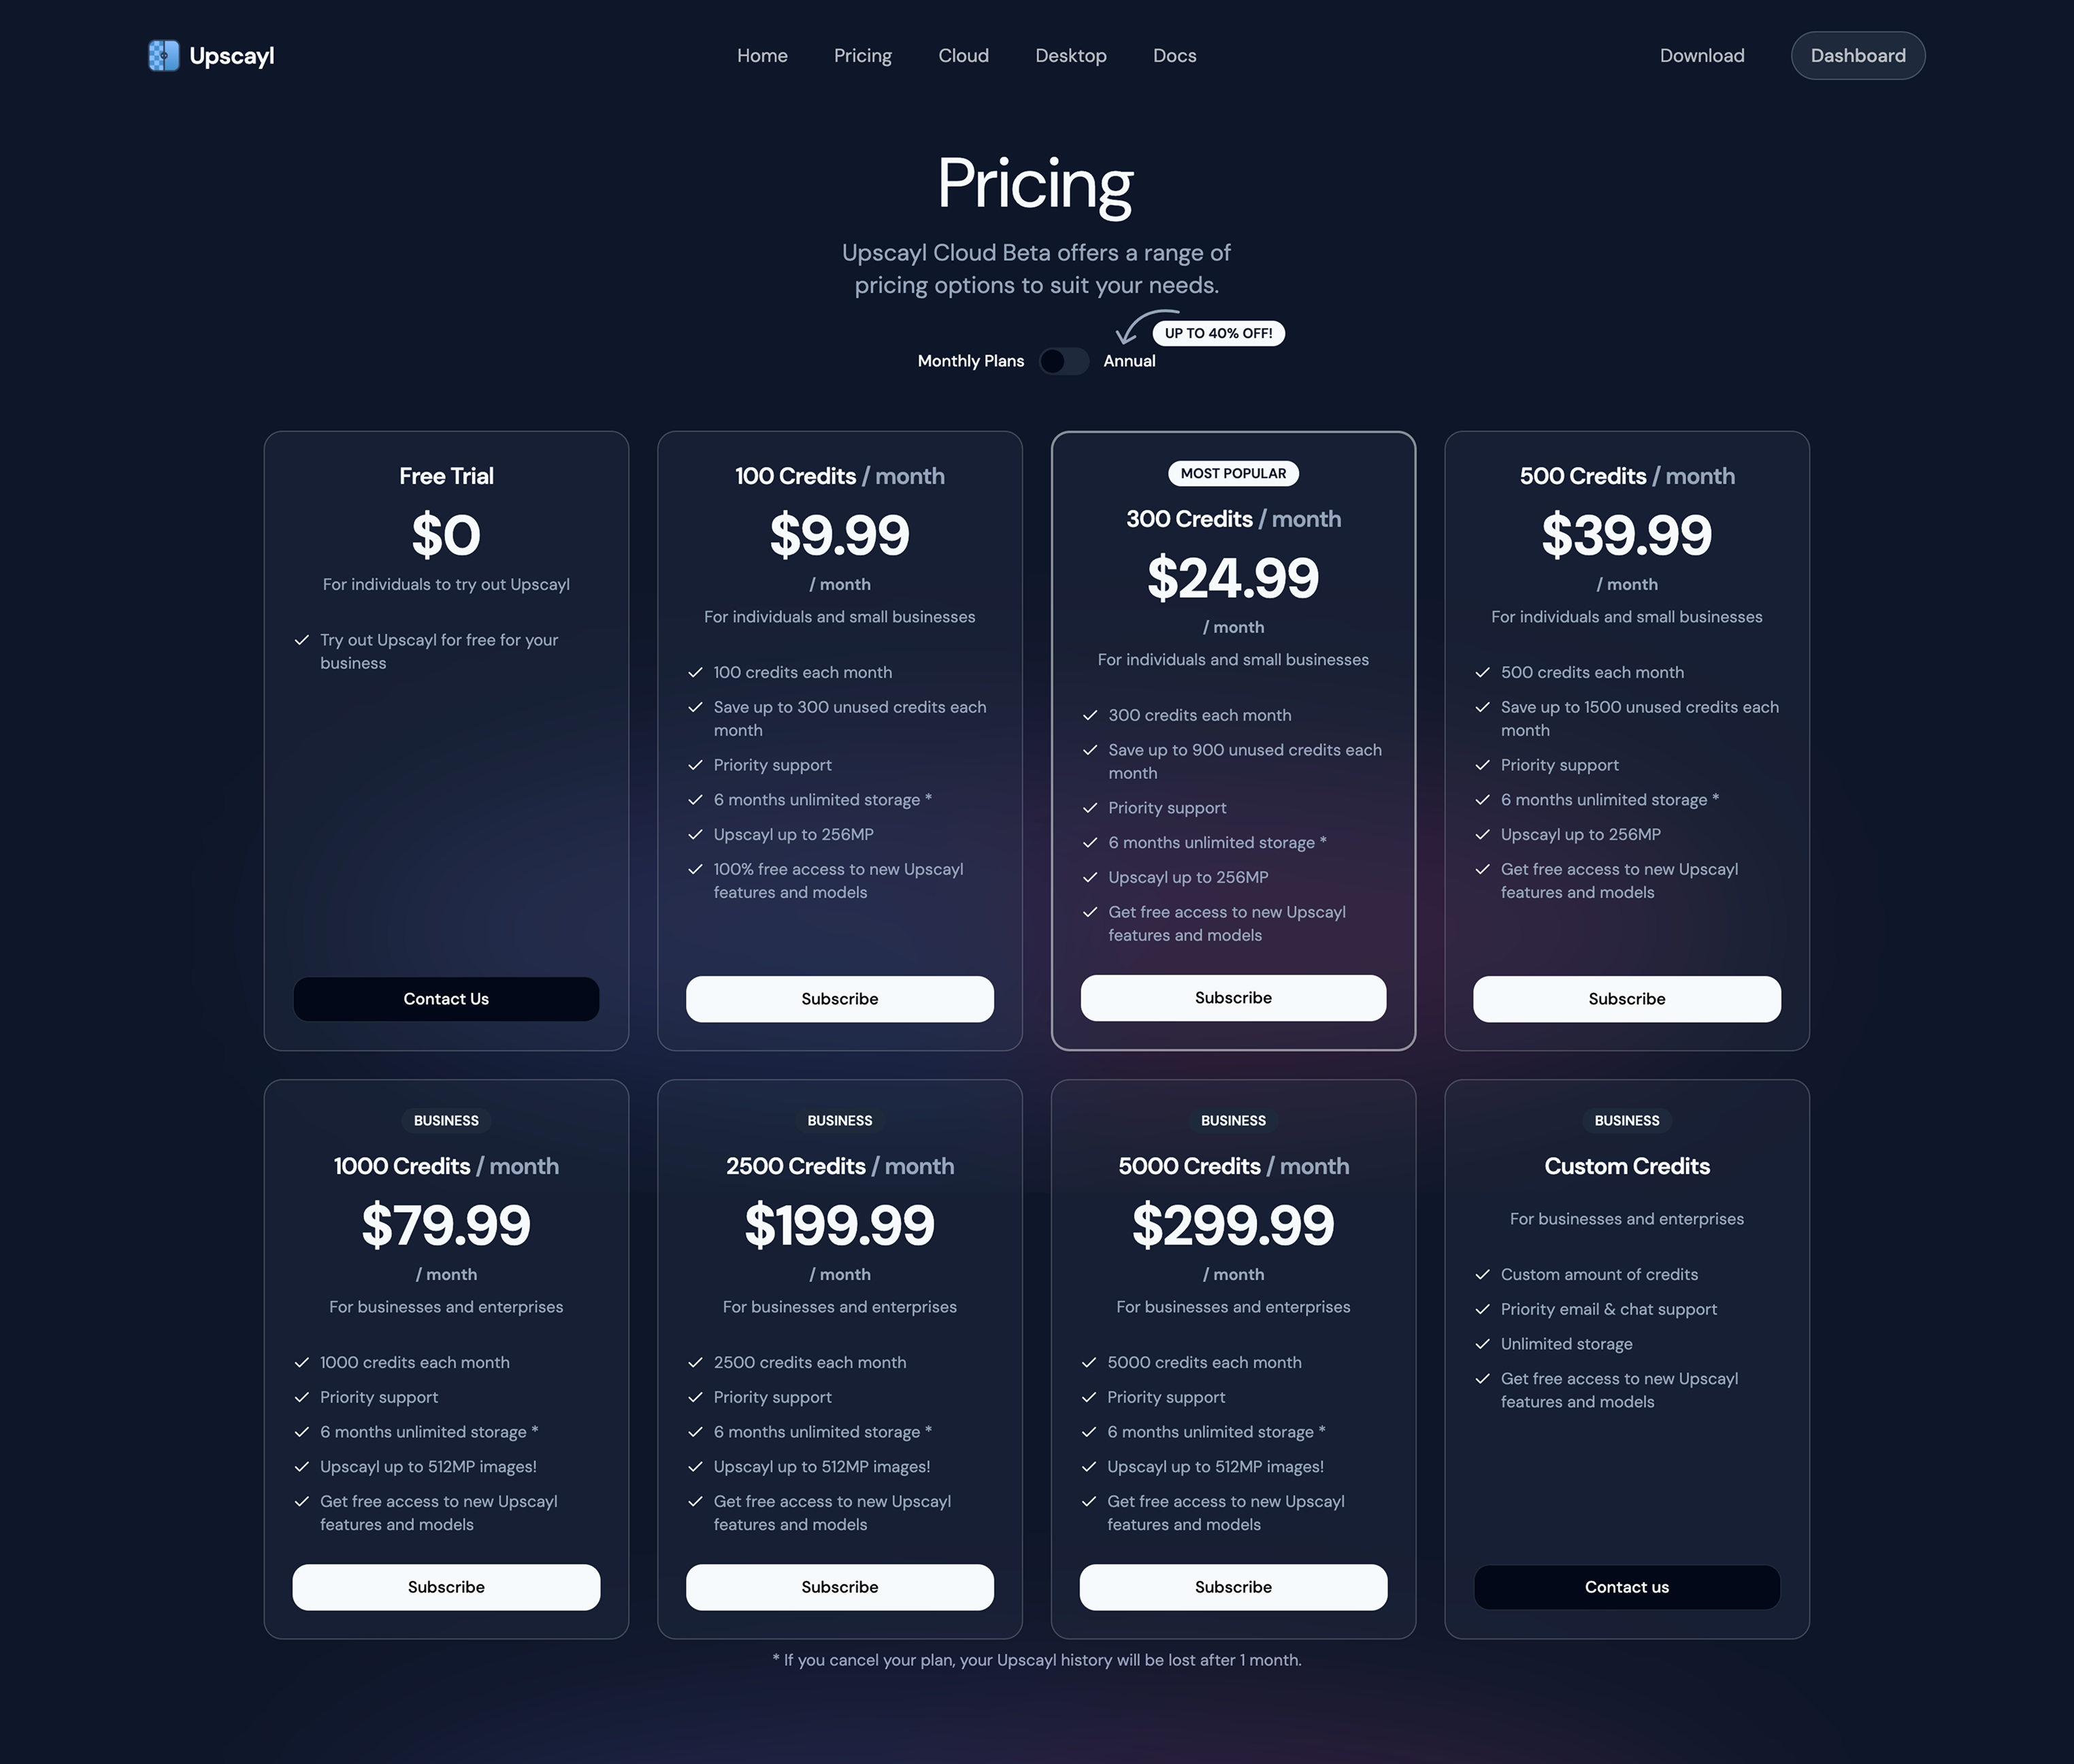 Upscayl
Home
Pricing
Cloud
Desktop
Docs
Download
Dashboard
Pricing
Upscayl Cloud Beta offers a range of
pricing options to suit your needs.
UP TO 40% OFF!
Monthly Plans
Annual
Free Trial
$0
For individuals to try out Upscayl
Try out Upscayl for free for your
business
Contact Us
100 Credits / month
$9.99
/ month
For individuals and small businesses
100 credits each month
Save up to 300 unused credits each
month
Priority support
6 months unlimited storage *
Upscayl up to 256MP
100% free access to new Upscayl
features and models
Subscribe
MOST POPULAR
300 Credits / month
$24.99
/ month
For individuals and small businesses
300 credits each month
Save up to 900 unused credits each
month
Priority support
6 months unlimited storage *
Upscayl up to 256MP
Get free access to new Upscayl
features and models
Subscribe
500 Credits / month
$39.99
/ month
For individuals and small businesses
500 credits each month
Save up to 1500 unused credits each
month
Priority support
6 months unlimited storage *
Upscayl up to 256MP
Get free access to new Upscayl
features and models
Subscribe
BUSINESS
1000 Credits / month
$79.99
/ month
For businesses and enterprises
1000 credits each month
Priority support
6 months unlimited storage *
Upscayl up to 512MP images!
Get free access to new Upscayl
features and models
Subscribe
BUSINESS
2500 Credits / month
$199.99
/ month
For businesses and enterprises
2500 credits each month
Priority support
6 months unlimited storage *
Upscayl up to 512MP images!
Get free access to new Upscayl
features and models
Subscribe
BUSINESS
5000 Credits / month
$299.99
/ month
For businesses and enterprises
5000 credits each month
Priority support
6 months unlimited storage *
Upscayl up to 512MP images!
Get free access to new Upscayl
features and models
Subscribe
BUSINESS
Custom Credits
For businesses and enterprises
Custom amount of credits
Priority email & chat support
Unlimited storage
Get free access to new Upscayl
features and models
Contact us
* If you cancel your plan, your Upscayl history will be lost after 1 month.